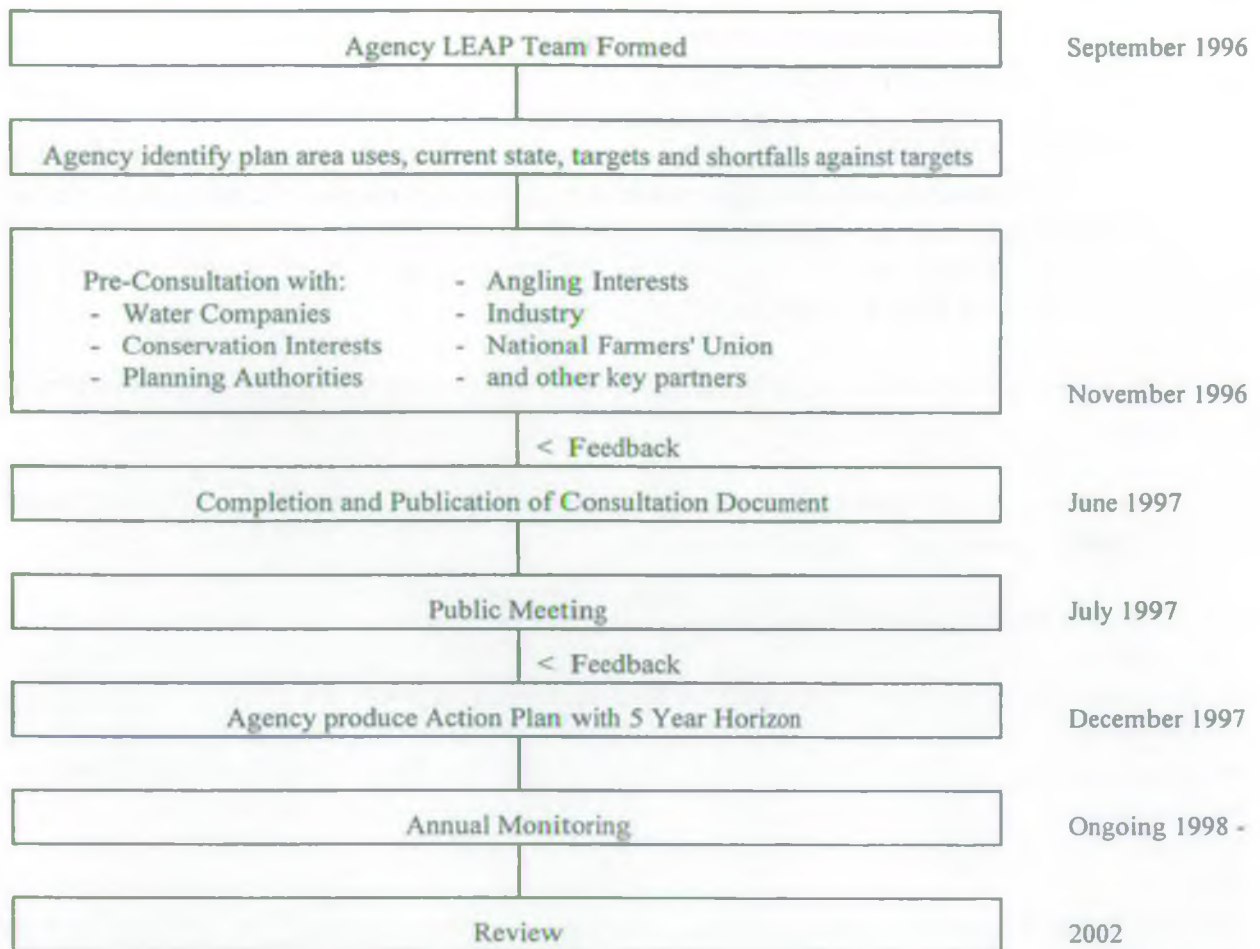 Agency LEAP Team Formed September 1996
Agency identify plan area uses, current state, targets and shortfalls against targets
Pre-Consultation with: - Angling Interests
- Water Companies - Industry
- Conservation Interests - National Farmers' Union
- Planning Authorities - and other key partners
November 1996
< Feedback
Completion and Publication of Consultation Document June 1997
Public Meeting July 1997
< Feedback
Agency produce Action Plan with 5 Year Horizon December 1997
Annual Monitoring Ongoing 1998 -
Review 2002